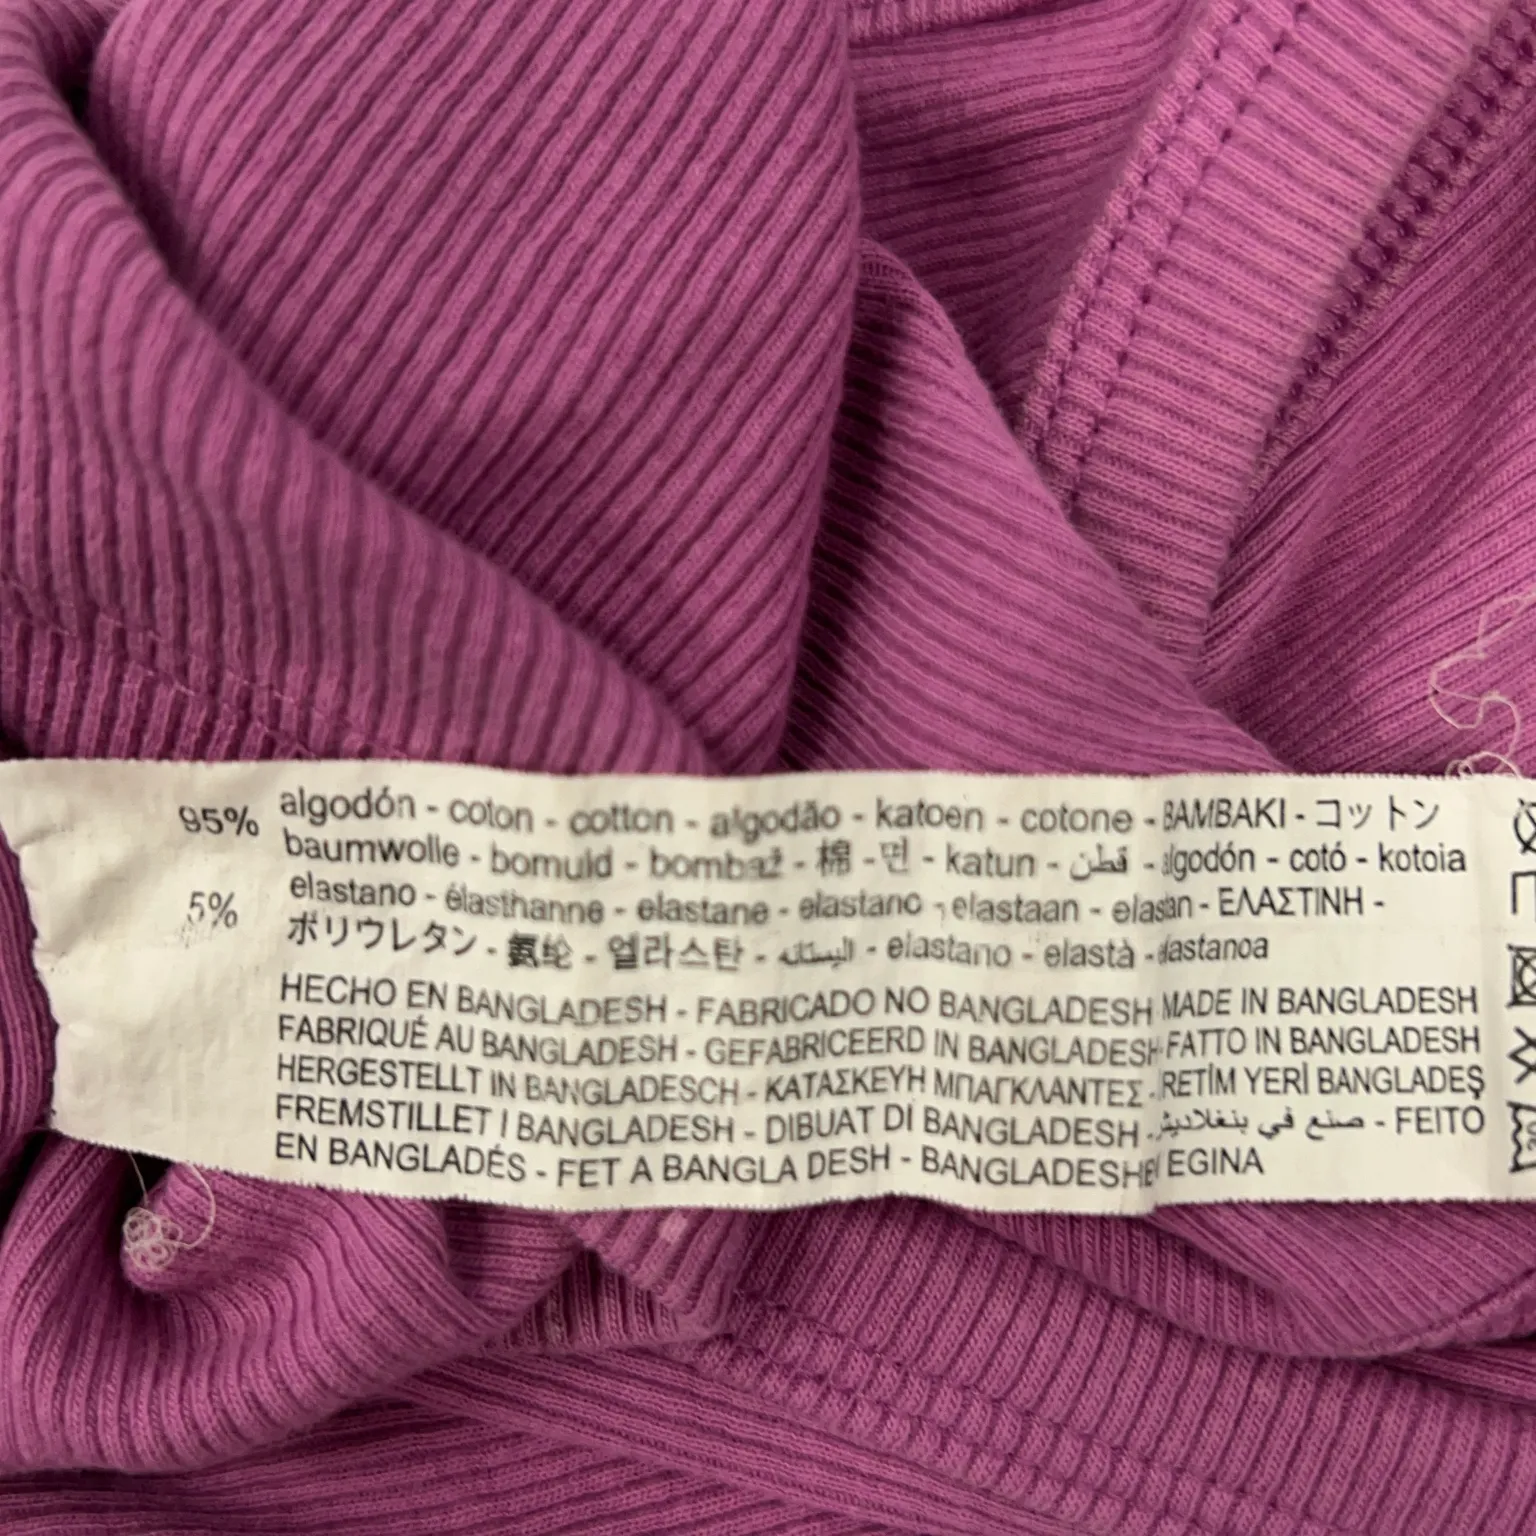 95% algodón - coton - cotton - algodão - katoen - cotone - BAMBAKI - コットン
baumwolle - bomuld - bombaž - 棉 - 면 - katun - قطن - algodón - cotó - kotoia
5% elastano - élasthanne - elastane - elastano - elastaan - elastan - ΕΛΑΣΤΙΝΗ -
ポリウレタン - 氨纶 - 엘라스탄 - اليستان - elastano - elastà - elastanoa
HECHO EN BANGLADESH - FABRICADO NO BANGLADESH MADE IN BANGLADESH
FABRIQUÉ AU BANGLADESH - GEFABRICEERD IN BANGLADESH - FATTO IN BANGLADESH
HERGESTELLT IN BANGLADESCH - ΚΑΤΑΣΚΕΥΗ ΜΠΑΓΚΛΑΝΤΕΣ - RETİM YERİ BANGLADEŞ
FREMSTILLET I BANGLADESH - DIBUAT DI BANGLADESH - صنع في بنغلاديش - FEITO
EN BANGLADÉS - FET A BANGLA DESH - BANGLADESHE EGINA